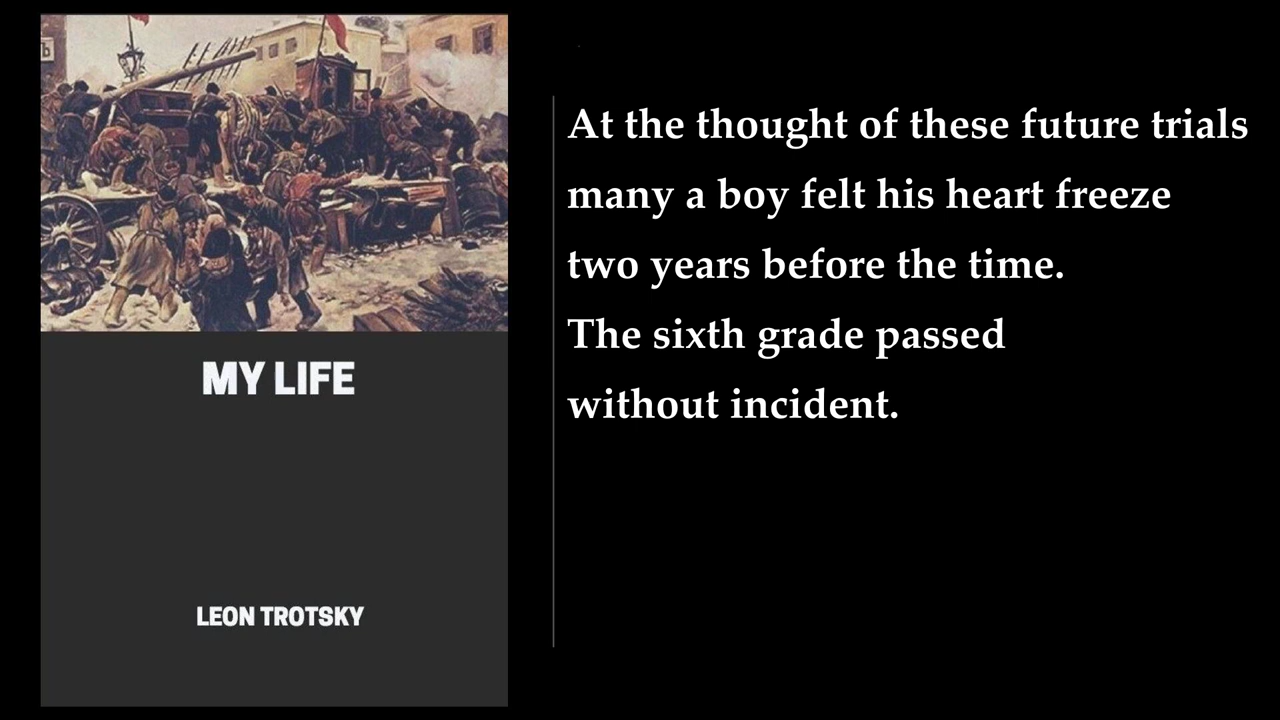 MY LIFE
LEON TROTSKY
At the thought of these future trials
many a boy felt his heart freeze
two years before the time.
The sixth grade passed
without incident.